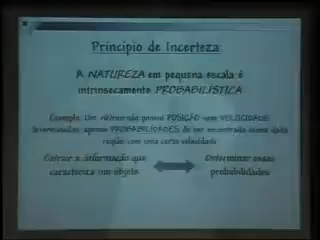 Princípio de Incerteza
A NATUREZA em pequena escala é
intrinsecamente PROBABILÍSTICA
Exemplo: Um elétron não possui POSIÇÃO nem VELOCIDADE
determinadas, apenas PROBABILIDADES de ser encontrado numa dada
região com uma certa velocidade
Extrair a informação que
caracteriza um objeto
Determinar essas
probabilidades